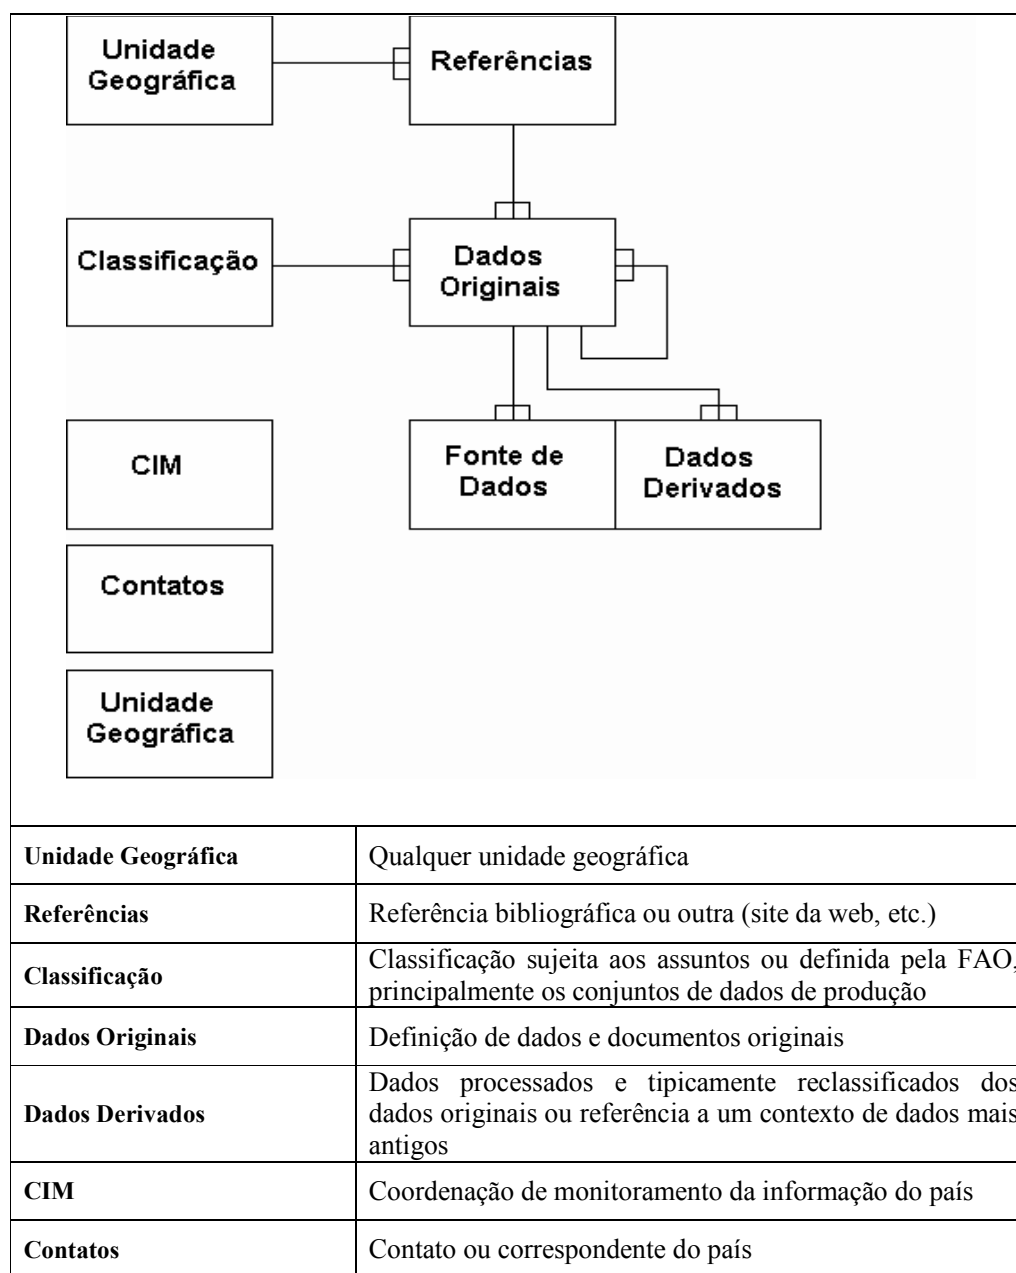 Unidade
Geográfica
Referências
Classificação
Dados
Originais
CIM
Fonte de
Dados
Dados
Derivados
Contatos
Unidade
Geográfica
Unidade Geográfica
Qualquer unidade geográfica
Referências
Referência bibliográfica ou outra (site da web, etc.)
Classificação
Classificação sujeita aos assuntos ou definida pela FAO,
principalmente os conjuntos de dados de produção
Dados Originais
Definição de dados e documentos originais
Dados Derivados
Dados processados e tipicamente reclassificados dos
dados originais ou referência a um contexto de dados mais
antigos
CIM
Coordenação de monitoramento da informação do país
Contatos
Contato ou correspondente do país